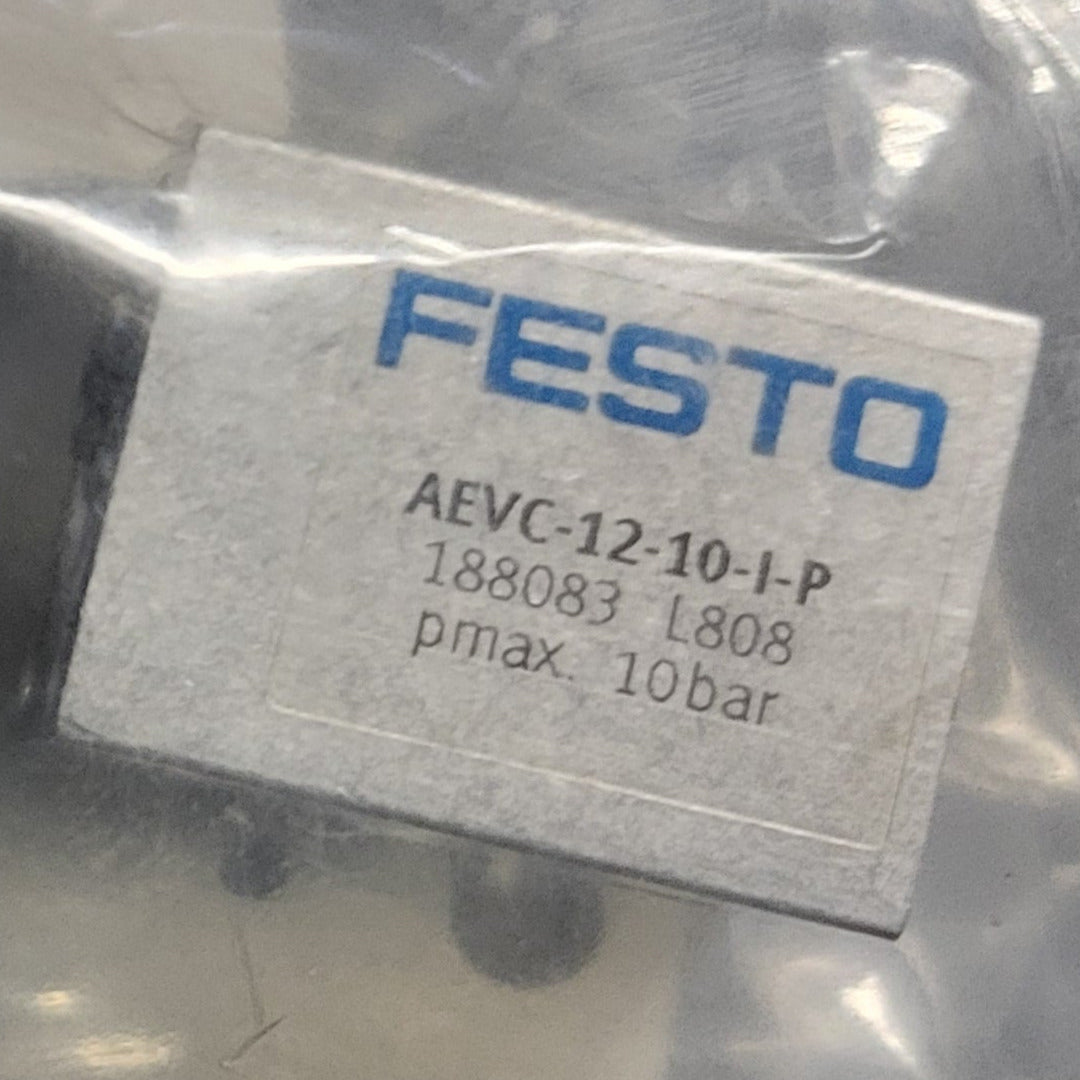 FESTO
AEVC-12-10-I-P
188083 L808
pmax. 10bar